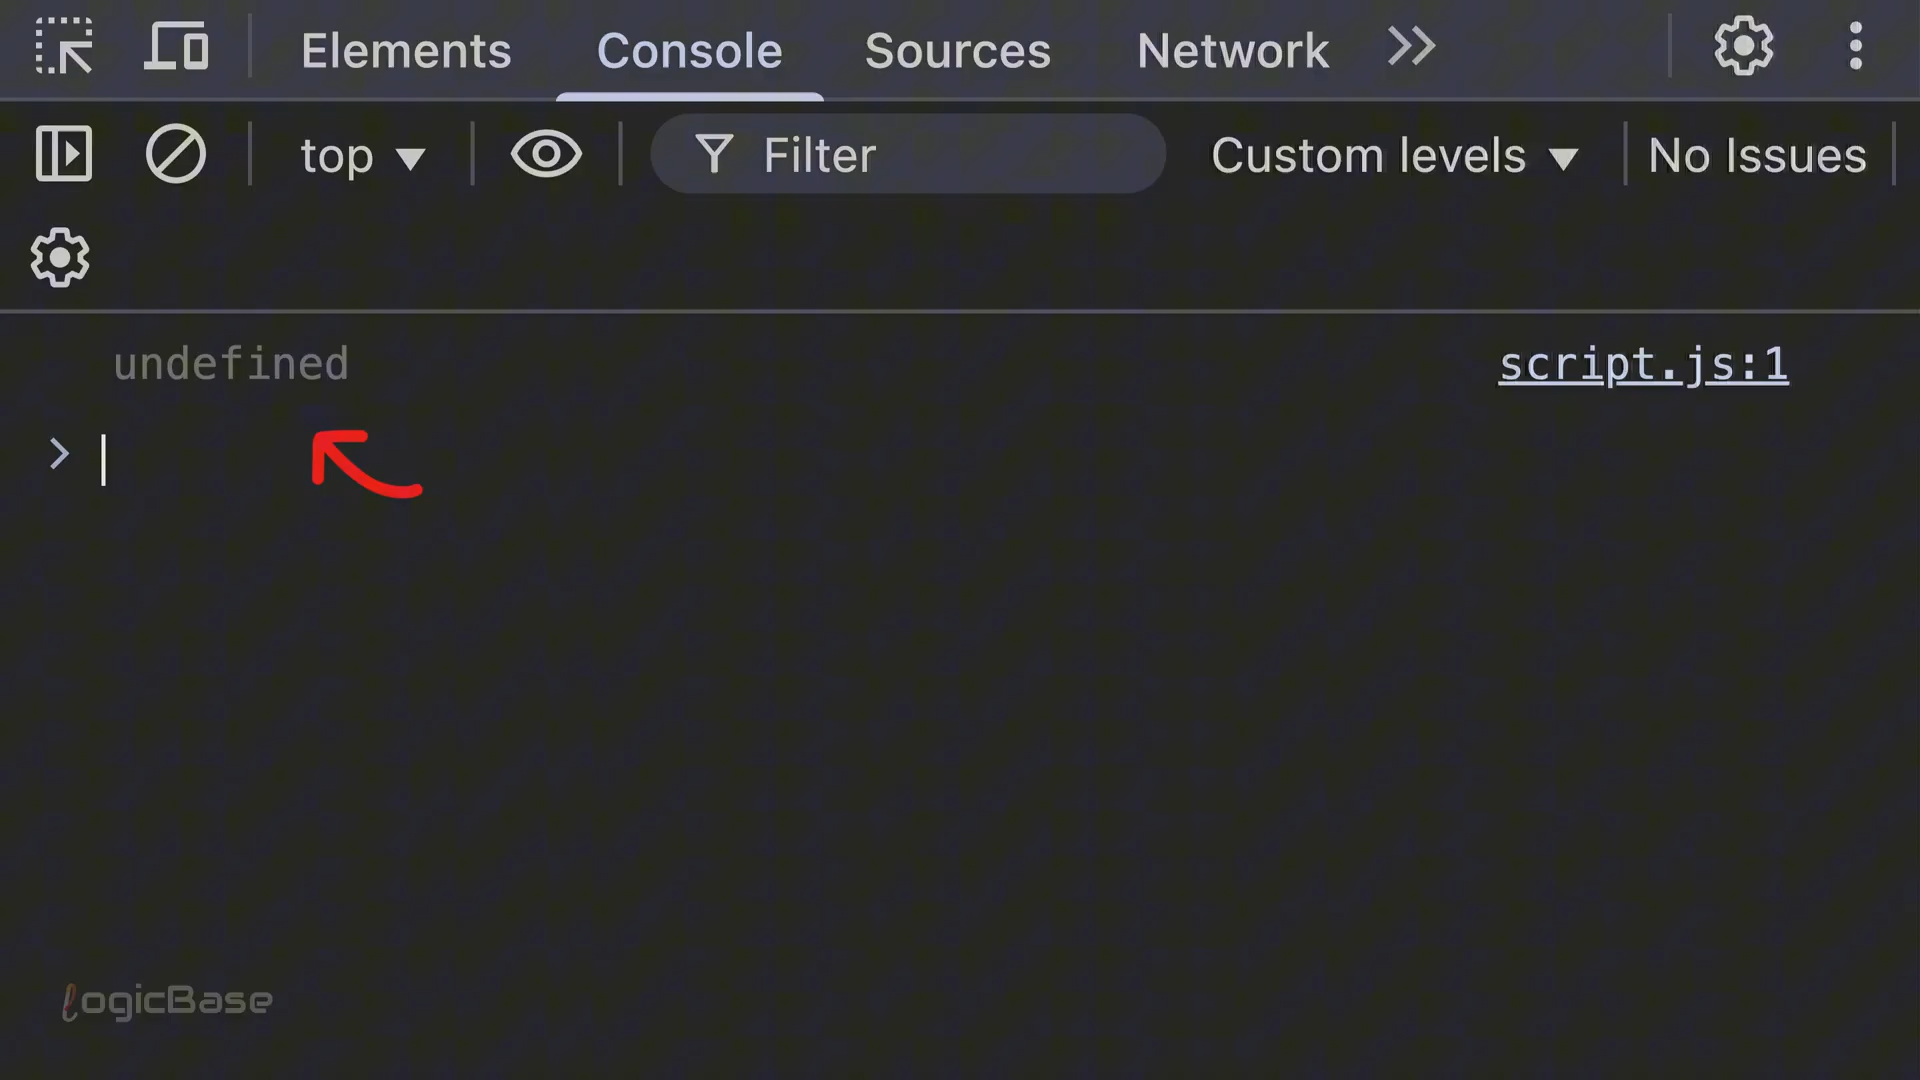 Elements Console Sources Network
top Filter Custom levels No Issues
undefined script.js:1
LogicBase